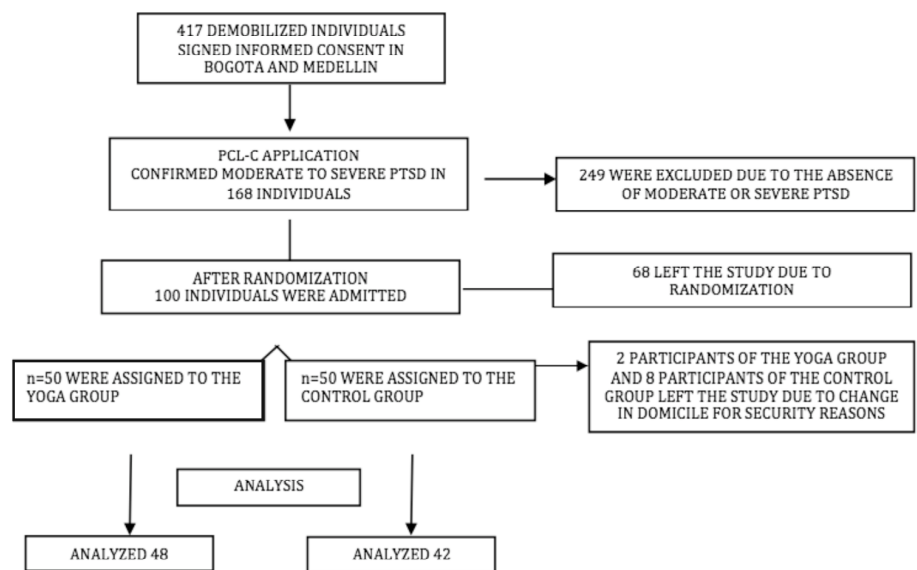 417 DEMOBILIZED INDIVIDUALS
SIGNED INFORMED CONSENT IN
BOGOTA AND MEDELLIN
PCL-C APPLICATION
CONFIRMED MODERATE TO SEVERE PTSD IN
168 INDIVIDUALS
249 WERE EXCLUDED DUE TO THE ABSENCE
OF MODERATE OR SEVERE PTSD
AFTER RANDOMIZATION
100 INDIVIDUALS WERE ADMITTED
68 LEFT THE STUDY DUE TO
RANDOMIZATION
n=50 WERE ASSIGNED TO THE
YOGA GROUP
n=50 WERE ASSIGNED TO THE
CONTROL GROUP
2 PARTICIPANTS OF THE YOGA GROUP
AND 8 PARTICIPANTS OF THE CONTROL
GROUP LEFT THE STUDY DUE TO CHANGE
IN DOMICILE FOR SECURITY REASONS
ANALYSIS
ANALYZED 48
ANALYZED 42